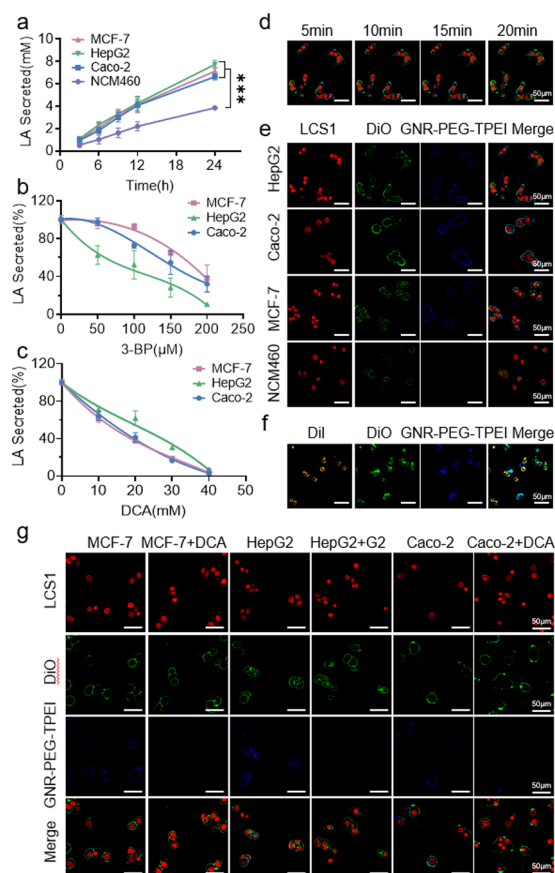 a
LA Secreted(mM)
10
8
6
4
2
0
MCF-7
HepG2
Caco-2
NCM460
***
0 6 12 18 24
Time(h)
b
LA Secreted(%)
120
80
40
0
MCF-7
HepG2
Caco-2
0 50 100 150 200 250
3-BP(μM)
c
LA Secreted(%)
120
80
40
0
MCF-7
HepG2
Caco-2
0 10 20 30 40
DCA(mM)
d
5min 10min 15min 20min
50μm
e
LCS1 DiO GNR-PEG-TPEI Merge
HepG2
50μm
Caco-2
50μm
MCF-7
50μm
NCM460
50μm
f
DiI DiO GNR-PEG-TPEI Merge
50μm
g
MCF-7 MCF-7+DCA HepG2 HepG2+G2 Caco-2 Caco-2+DCA
LCS1
50μm
DiO
50μm
GNR-PEG-TPEI
50μm
Merge
50μm